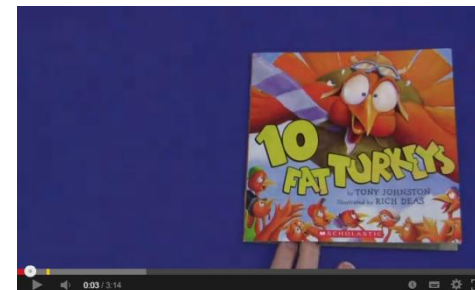 10
FAT TURKEYS
by TONY JOHNSTON
Illustrated by RICH DEAS
SCHOLASTIC
0:03 / 3:14